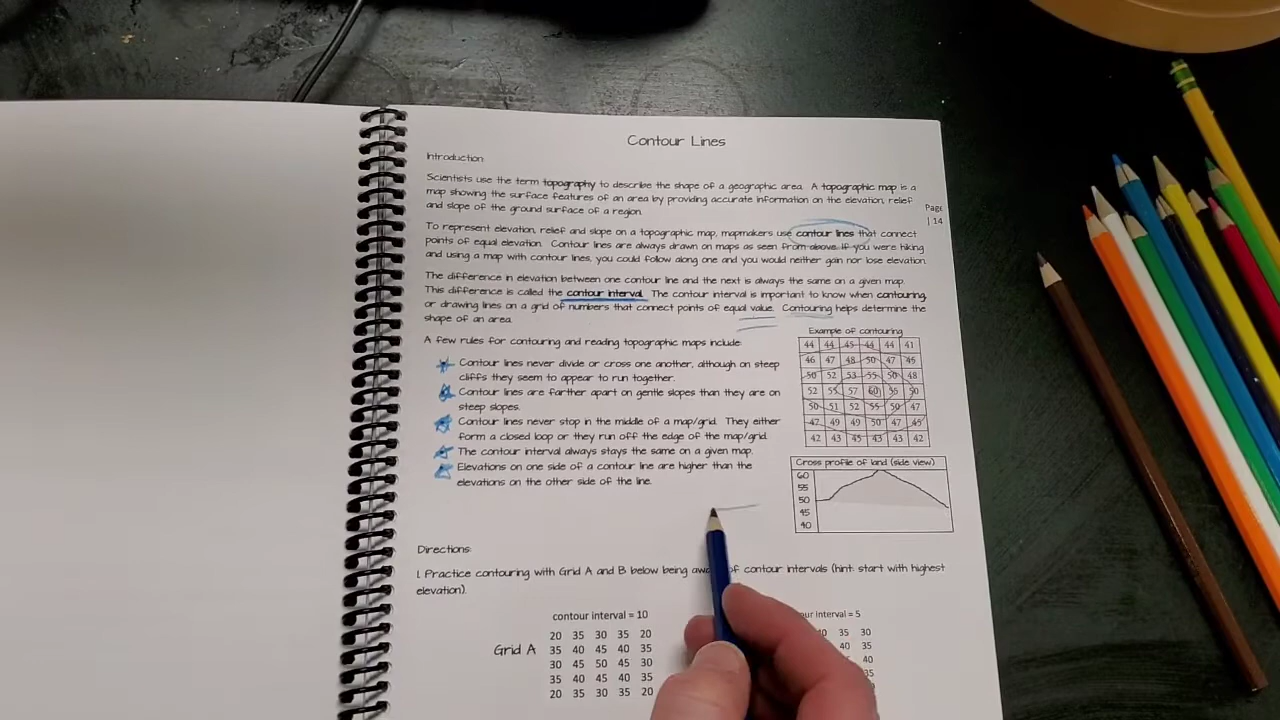 Contour Lines
Introduction:
Scientists use the term topography to describe the shape of a geographic area. A topographic map is a
map showing the surface features of an area by providing accurate information on the elevation, relief
and slope of the ground surface of a region.
Page
| 14
To represent elevation, relief and slope on a topographic map, mapmakers use contour lines that connect
points of equal elevation. Contour lines are always drawn on maps as seen from above. If you were hiking
and using a map with contour lines, you could follow along one and you would neither gain nor lose elevation.
The difference in elevation between one contour line and the next is always the same on a given map.
This difference is called the contour interval. The contour interval is important to know when contouring,
or drawing lines on a grid of numbers that connect points of equal value. Contouring helps determine the
shape of an area.
A few rules for contouring and reading topographic maps include:
Contour lines never divide or cross one another, although on steep
cliffs they seem to appear to run together.
Contour lines are farther apart on gentle slopes than they are on
steep slopes.
Contour lines never stop in the middle of a map/grid. They either
form a closed loop or they run off the edge of the map/grid.
The contour interval always stays the same on a given map.
Elevations on one side of a contour line are higher than the
elevations on the other side of the line.
Example of contouring
44 44 45 44 44 41
46 47 48 50 47 45
50 52 53 55 50 48
52 55 57 60 55 50
50 51 52 55 50 47
47 49 49 50 47 45
42 43 45 43 43 42
Cross profile of land (side view)
60
55
50
45
40
Directions:
1. Practice contouring with Grid A and B below being of contour intervals (hint: start with highest
elevation).
contour interval = 10
Grid A
20 35 30 35 20
35 40 45 40 35
30 45 50 45 30
35 40 45 40 35
20 35 30 35 20
interval = 5
35 30
40 35
40